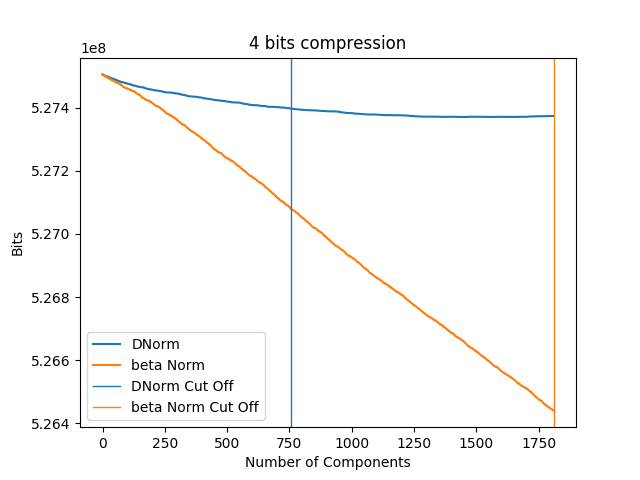 4 bits compression
1e8
5.274
5.272
5.270
5.268
5.266
5.264
Bits
DNorm
beta Norm
DNorm Cut Off
beta Norm Cut Off
0 250 500 750 1000 1250 1500 1750
Number of Components